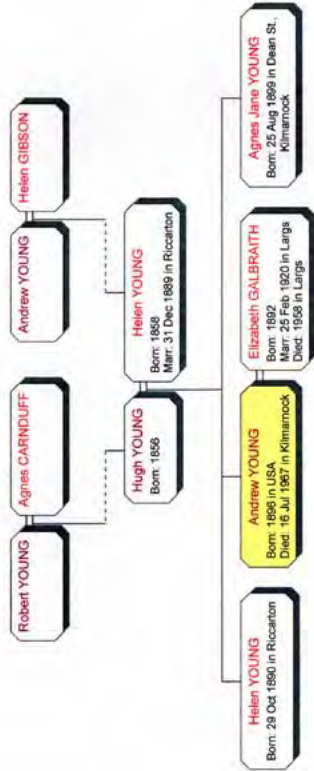 Robert YOUNG
Agnes CARNDUFF
Andrew YOUNG
Helen GIBSON
Hugh YOUNG
Born: 1856
Helen YOUNG
Born: 1858
Marr: 31 Dec 1889 in Riccarton
Helen YOUNG
Born: 29 Oct 1890 in Riccarton
Andrew YOUNG
Born: 1896 in USA
Died: 16 Jul 1967 in Kilmarnock
Elizabeth GALBRAITH
Born: 1892
Marr: 25 Feb 1920 in Largs
Died: 1958 in Largs
Agnes Jane YOUNG
Born: 25 Aug 1899 in Dean St.,
Kilmarnock